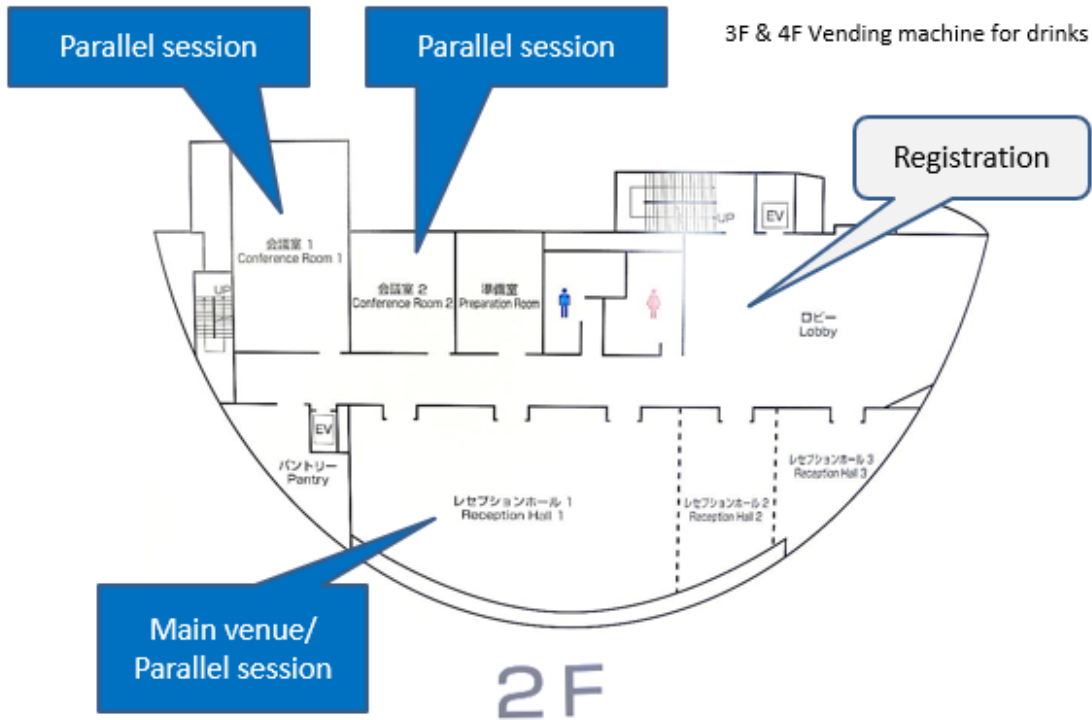 Parallel session
Parallel session
3F & 4F Vending machine for drinks
Registration
UP
EV
会議室 1
Conference Room 1
会議室 2
Conference Room 2
準備室
Preparation Room
UP
ロビー
Lobby
EV
パントリー
Pantry
レセプションホール 1
Reception Hall 1
レセプションホール 2
Reception Hall 2
レセプションホール 3
Reception Hall 3
Main venue/
Parallel session
2F